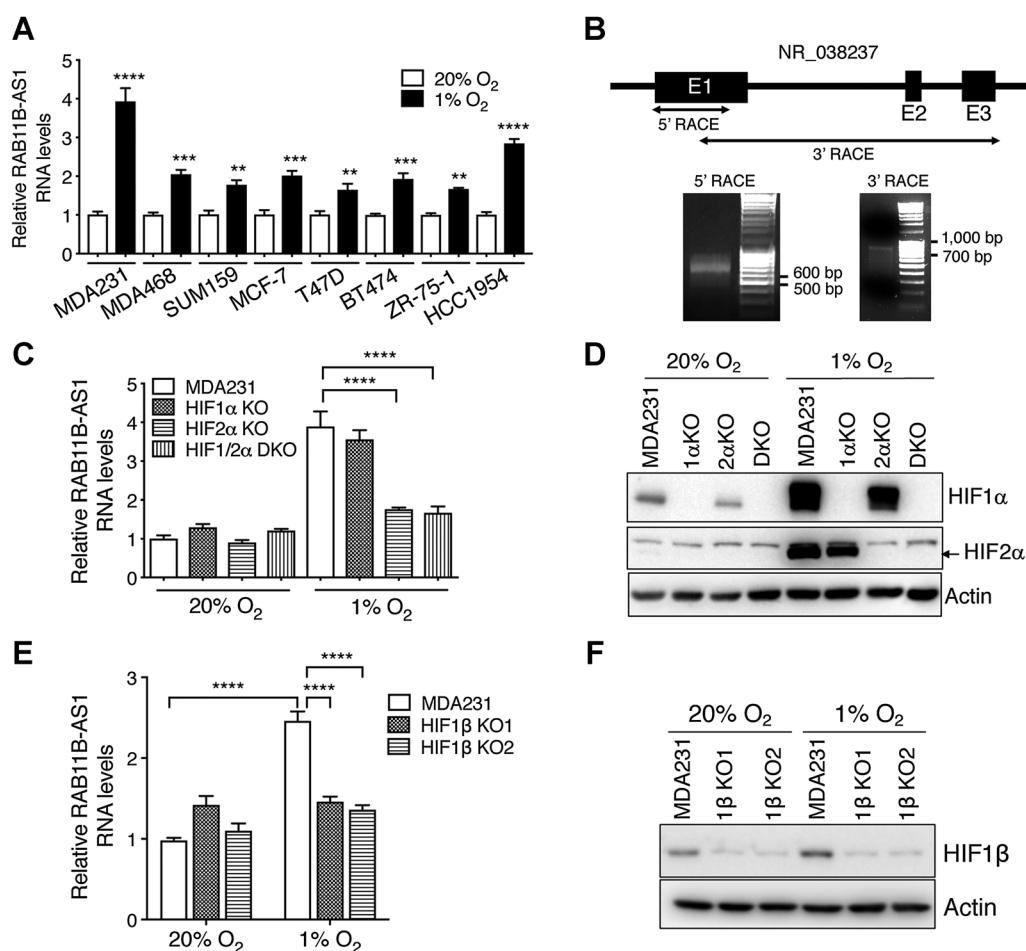 A
Relative RAB11B-AS1
RNA levels
5
4
3
2
1
0
20% O2
1% O2
****
***
**
***
**
***
**
****
MDA231
MDA468
SUM159
MCF-7
T47D
BT474
ZR-75-1
HCC1954
B
NR_038237
E1
E2
E3
5’ RACE
3’ RACE
5’ RACE
3’ RACE
600 bp
500 bp
1,000 bp
700 bp
C
Relative RAB11B-AS1
RNA levels
5
4
3
2
1
0
MDA231
HIF1α KO
HIF2α KO
HIF1/2α DKO
****
****
20% O2
1% O2
D
20% O2
1% O2
MDA231
1αKO
2αKO
DKO
MDA231
1αKO
2αKO
DKO
HIF1α
HIF2α
Actin
E
Relative RAB11B-AS1
RNA levels
3
2
1
0
****
****
****
MDA231
HIF1β KO1
HIF1β KO2
20% O2
1% O2
F
20% O2
1% O2
MDA231
1β KO1
1β KO2
MDA231
1β KO1
1β KO2
HIF1β
Actin